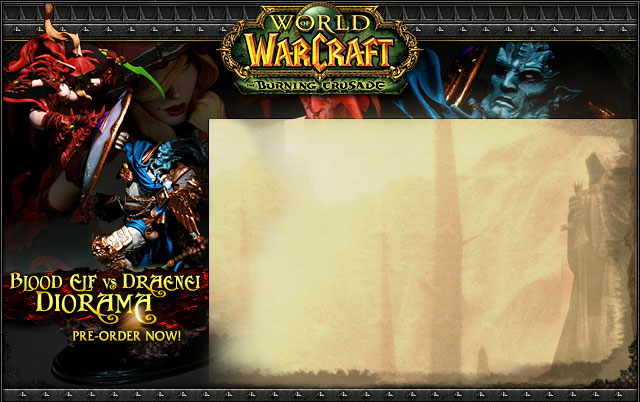 WORLD
OF
WARCRAFT
THE BURNING CRUSADE
BLOOD ELF VS DRAENEI
DIORAMA
PRE-ORDER NOW!